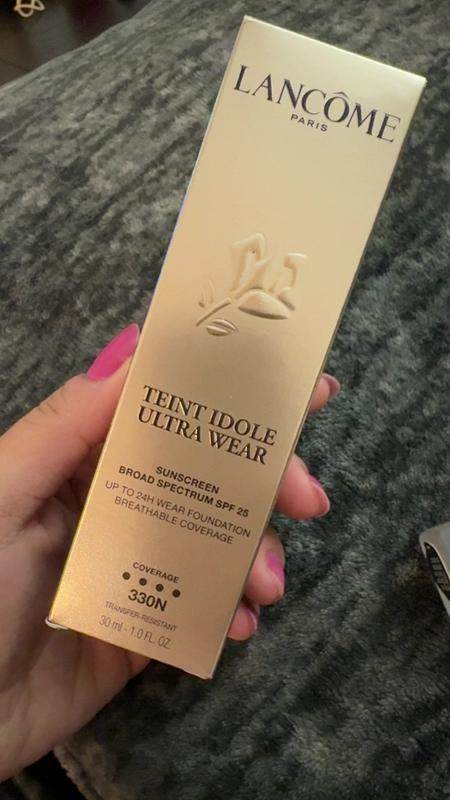 LANCÔME
PARIS
TEINT IDOLE
ULTRA WEAR
SUNSCREEN
BROAD SPECTRUM SPF 25
UP TO 24H WEAR FOUNDATION
BREATHABLE COVERAGE
COVERAGE
330N
TRANSFER-RESISTANT
30 ml - 1.0 FL. OZ.